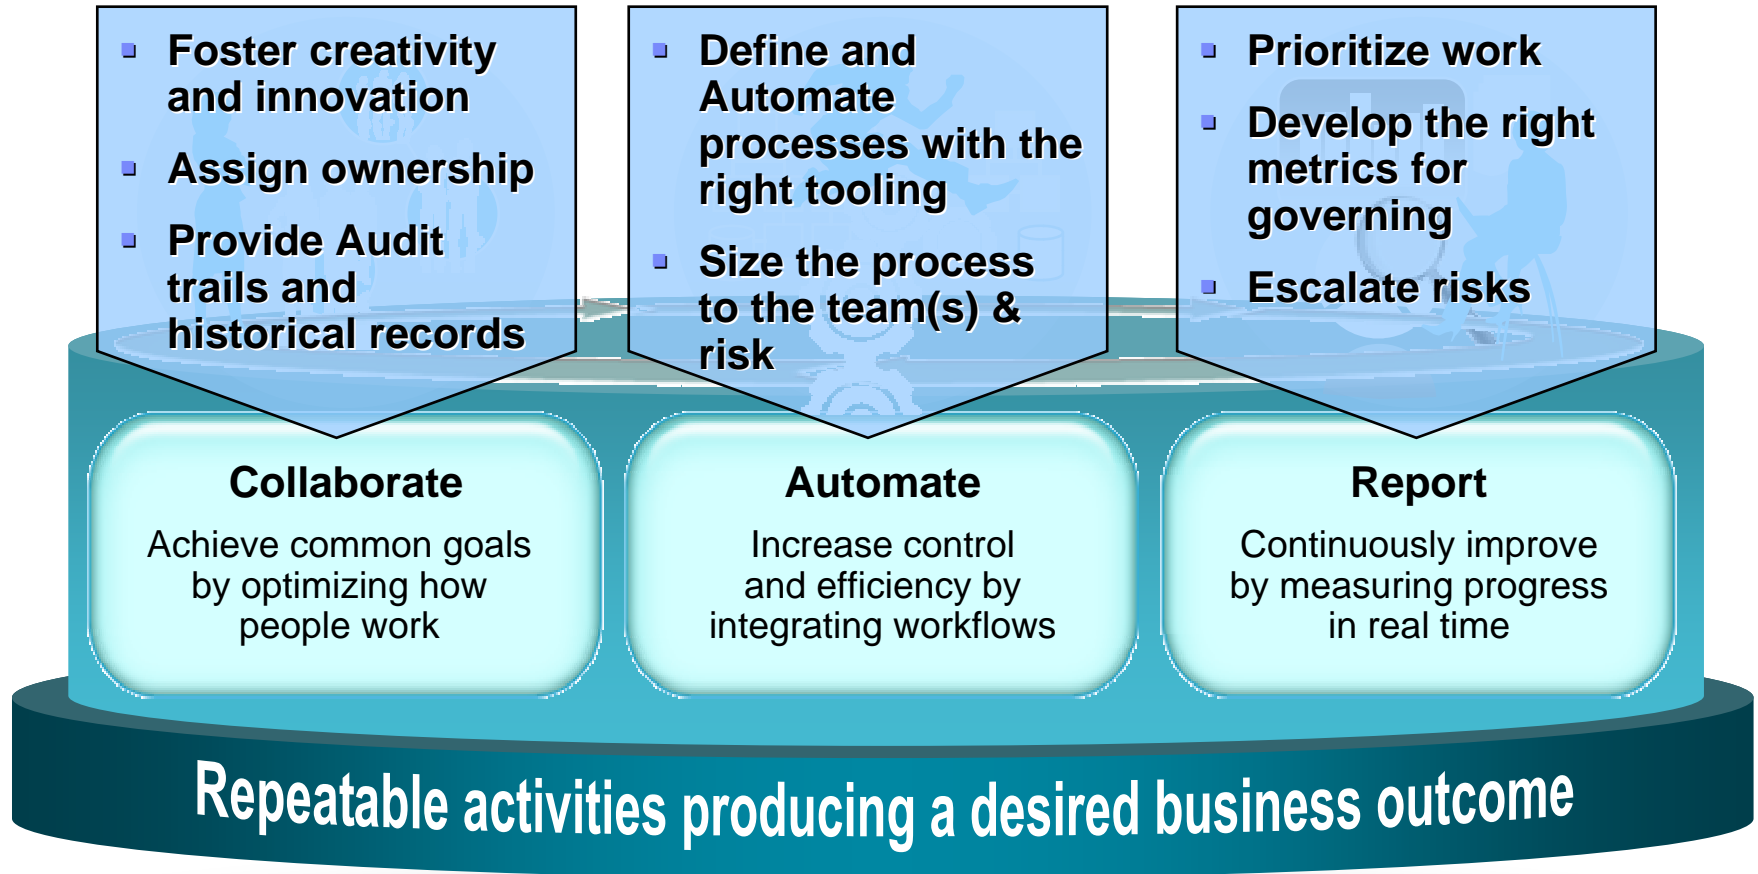 Foster creativity
and innovation
Assign ownership
Provide Audit
trails and
historical records
Define and
Automate
processes with the
right tooling
Size the process
to the team(s) &
risk
Prioritize work
Develop the right
metrics for
governing
Escalate risks
Collaborate
Achieve common goals
by optimizing how
people work
Automate
Increase control
and efficiency by
integrating workflows
Report
Continuously improve
by measuring progress
in real time
Repeatable activities producing a desired business outcome